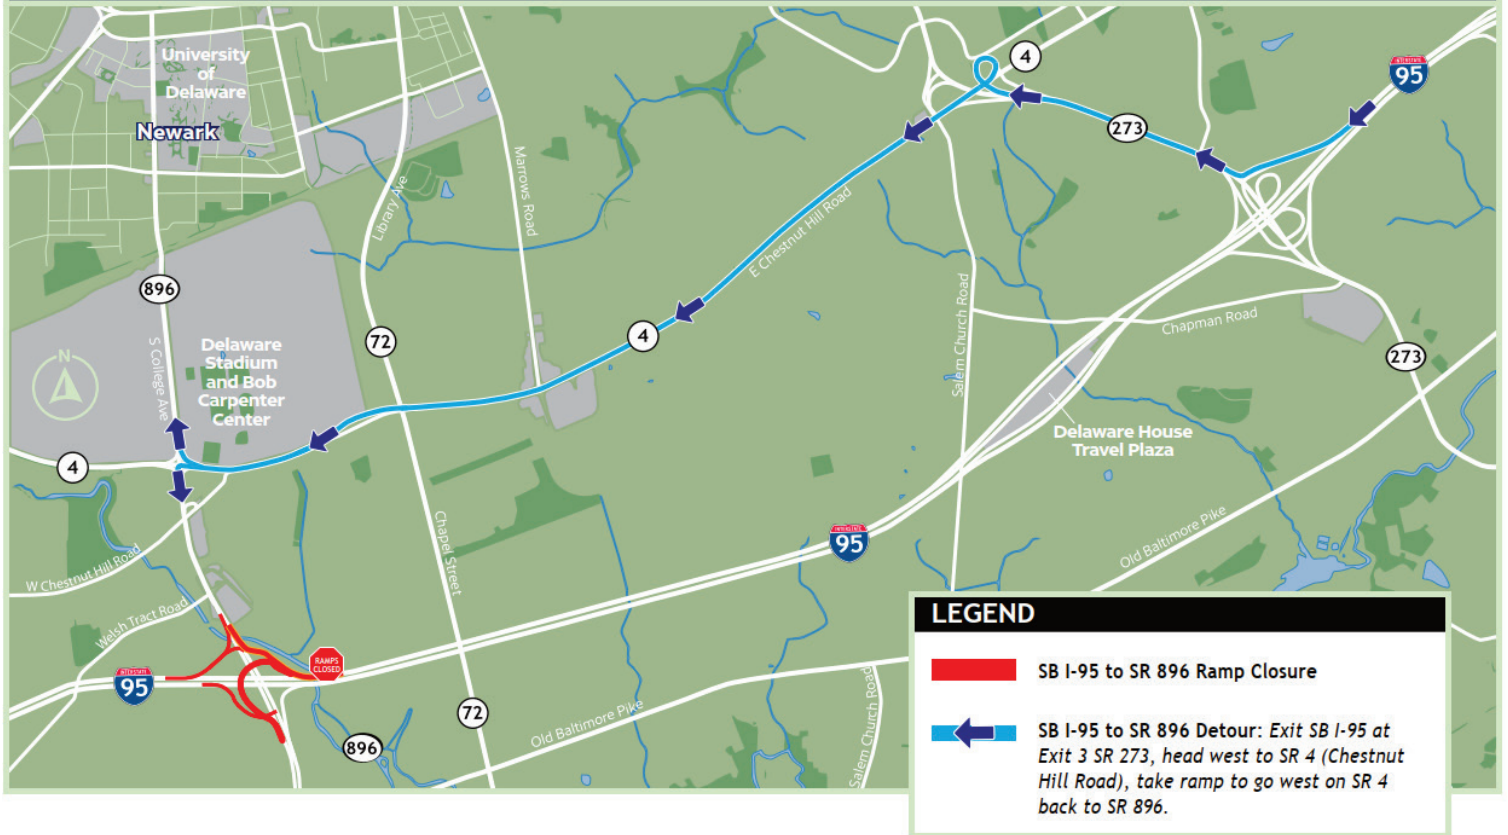 University
of
Delaware
Newark
4
INTERSTATE
95
273
Marrows Road
Library Ave
E Chestnut Hill Road
896
Salem Church Road
Chapman Road
4
72
273
N
S College Ave
Delaware
Stadium
and Bob
Carpenter
Center
Delaware House
Travel Plaza
4
Chapel Street
INTERSTATE
95
Old Baltimore Pike
W Chestnut Hill Road
Welsh Tract Road
RAMPS
CLOSED
INTERSTATE
95
72
Old Baltimore Pike
896
Salem Church Road
LEGEND
SB I-95 to SR 896 Ramp Closure
SB I-95 to SR 896 Detour: Exit SB I-95 at
Exit 3 SR 273, head west to SR 4 (Chestnut
Hill Road), take ramp to go west on SR 4
back to SR 896.